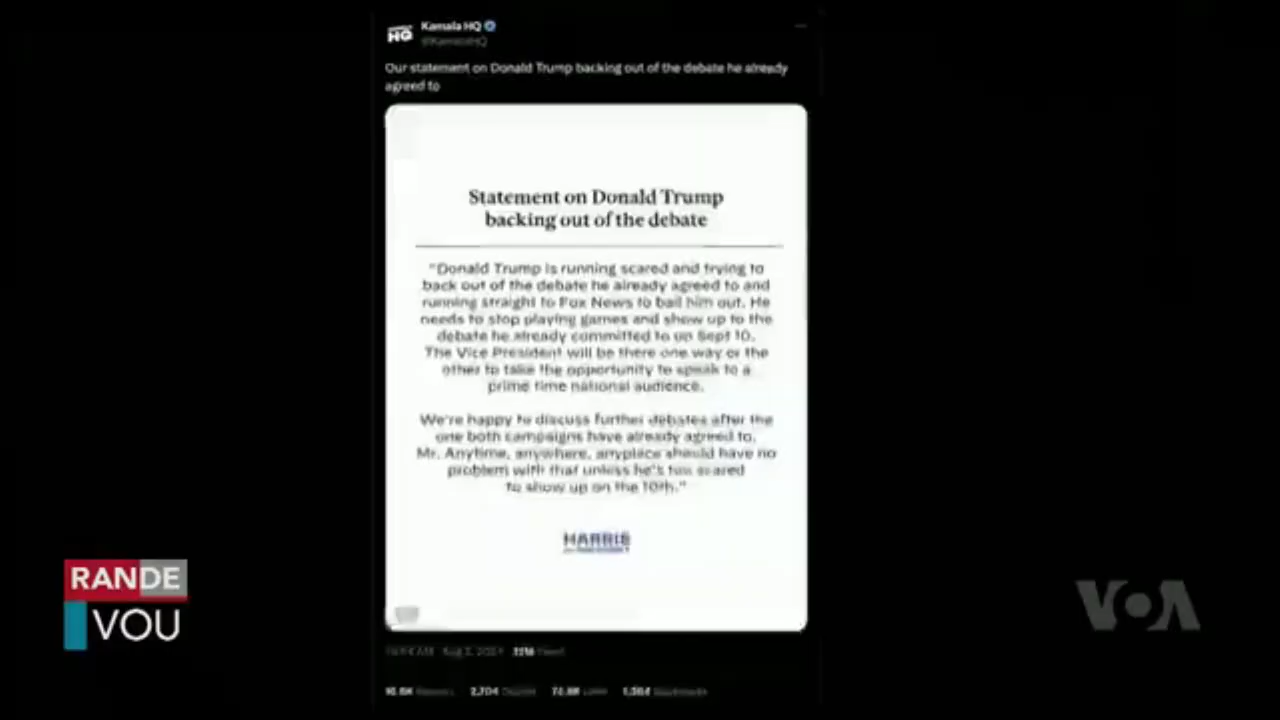 Kamala HQ
HQ
@KamalaHQ
Our statement on Donald Trump backing out of the debate he already
agreed to
Statement on Donald Trump
backing out of the debate
"Donald Trump is running scared and trying to
back out of the debate he already agreed to and
running straight to Fox News to bail him out. He
needs to stop playing games and show up to the
debate he already committed to on Sept 10.
The Vice President will be there one way or the
other to take the opportunity to speak to a
prime time national audience.
We're happy to discuss further debates after the
one both campaigns have already agreed to.
Mr. Anytime, anywhere, anyplace should have no
problem with that unless he's too scared
to show up on the 10th."
HARRIS
RANDE
VOU
VOA